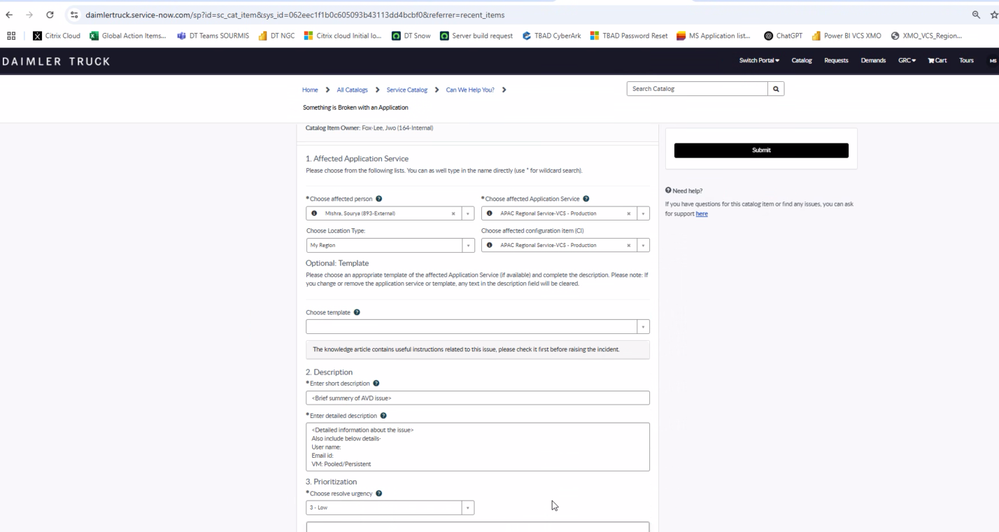 daimlertruck.service-now.com/sp?id=sc_cat_item&sys_id=062eec1f1b0c605093b43113dd4bcbf0&referrer=recent_items
Citrix Cloud Global Action Items... DT Teams SOURMIS DT NGC Citrix cloud Initial lo... DT Snow Server build request TBAD CyberArk TBAD Password Reset MS Application list... ChatGPT Power BI VCS XMO XMO_VCS_Region...
DAIMLER TRUCK
Switch Portal Catalog Requests Demands GRC Cart Tours MS
Home All Catalogs Service Catalog Can We Help You?
Search Catalog
Something is Broken with an Application
Catalog Item Owner: Fox-Lee, Jwo (164-Internal)
Submit
1. Affected Application Service
Please choose from the following lists. You can as well type in the name directly (use * for wildcard search).
Need help?
If you have questions for this catalog item or find any issues, you can ask
for support here
*Choose affected person *Choose affected Application Service
Mishra, Sourya (893-External) APAC Regional Service-VCS - Production
Choose Location Type: Choose affected configuration item (CI)
My Region APAC Regional Service-VCS - Production
Optional: Template
Please choose an appropriate template of the affected Application Service (if available) and complete the description. Please note: If
you change or remove the application service or template, any text in the description field will be cleared.
Choose template
The knowledge article contains useful instructions related to this issue, please check it first before raising the incident.
2. Description
*Enter short description
<Brief summery of AVD issue>
*Enter detailed description
<Detailed information about the issue>
Also include below details-
User name:
Email id:
VM: Pooled/Persistent
3. Prioritization
*Choose resolve urgency
3 - Low